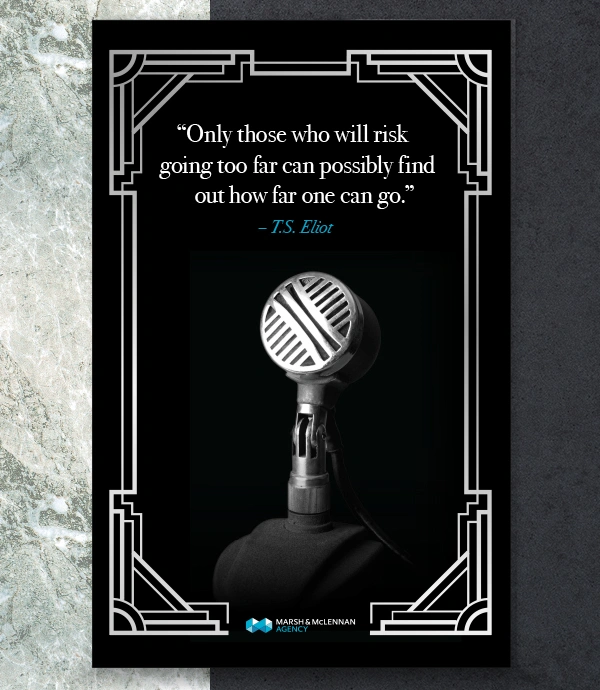 “Only those who will risk
going too far can possibly find
out how far one can go.”
– T.S. Eliot
MARSH & McLENNAN
AGENCY